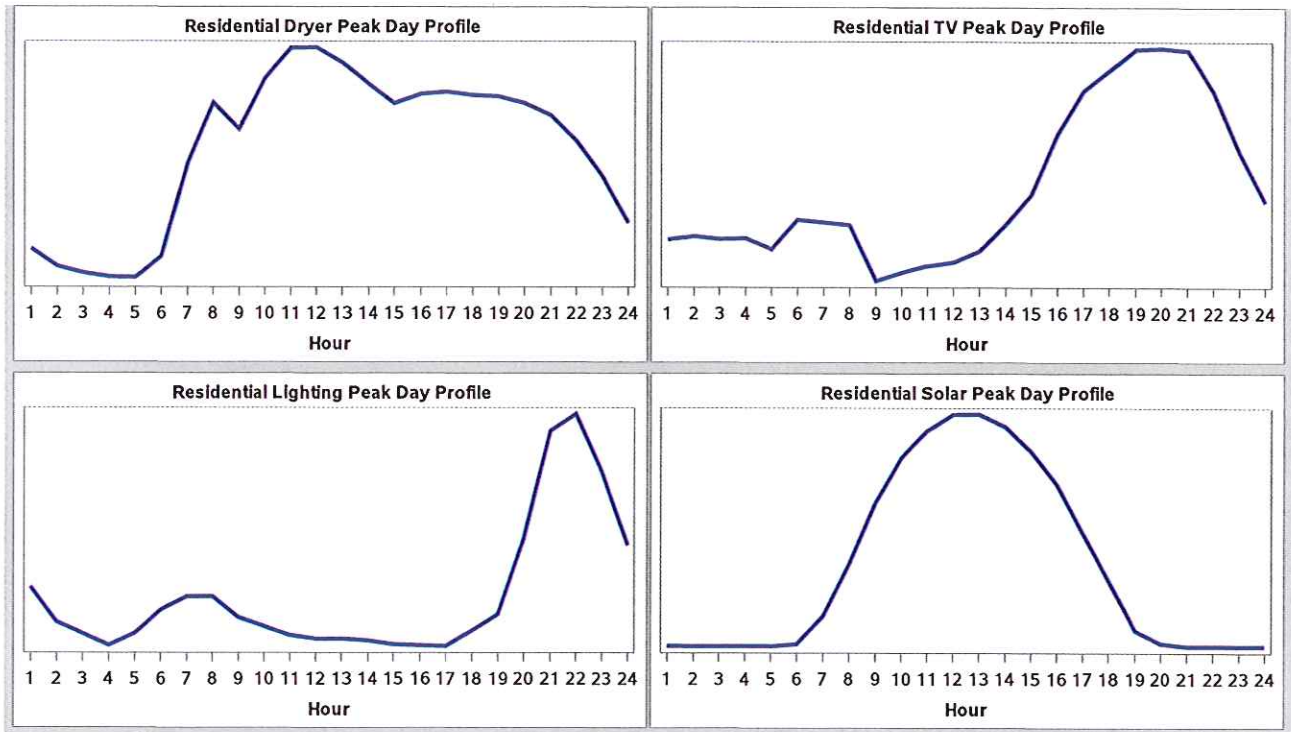 Residential Dryer Peak Day Profile
1 2 3 4 5 6 7 8 9 10 11 12 13 14 15 16 17 18 19 20 21 22 23 24
Hour
Residential TV Peak Day Profile
1 2 3 4 5 6 7 8 9 10 11 12 13 14 15 16 17 18 19 20 21 22 23 24
Hour
Residential Lighting Peak Day Profile
1 2 3 4 5 6 7 8 9 10 11 12 13 14 15 16 17 18 19 20 21 22 23 24
Hour
Residential Solar Peak Day Profile
1 2 3 4 5 6 7 8 9 10 11 12 13 14 15 16 17 18 19 20 21 22 23 24
Hour